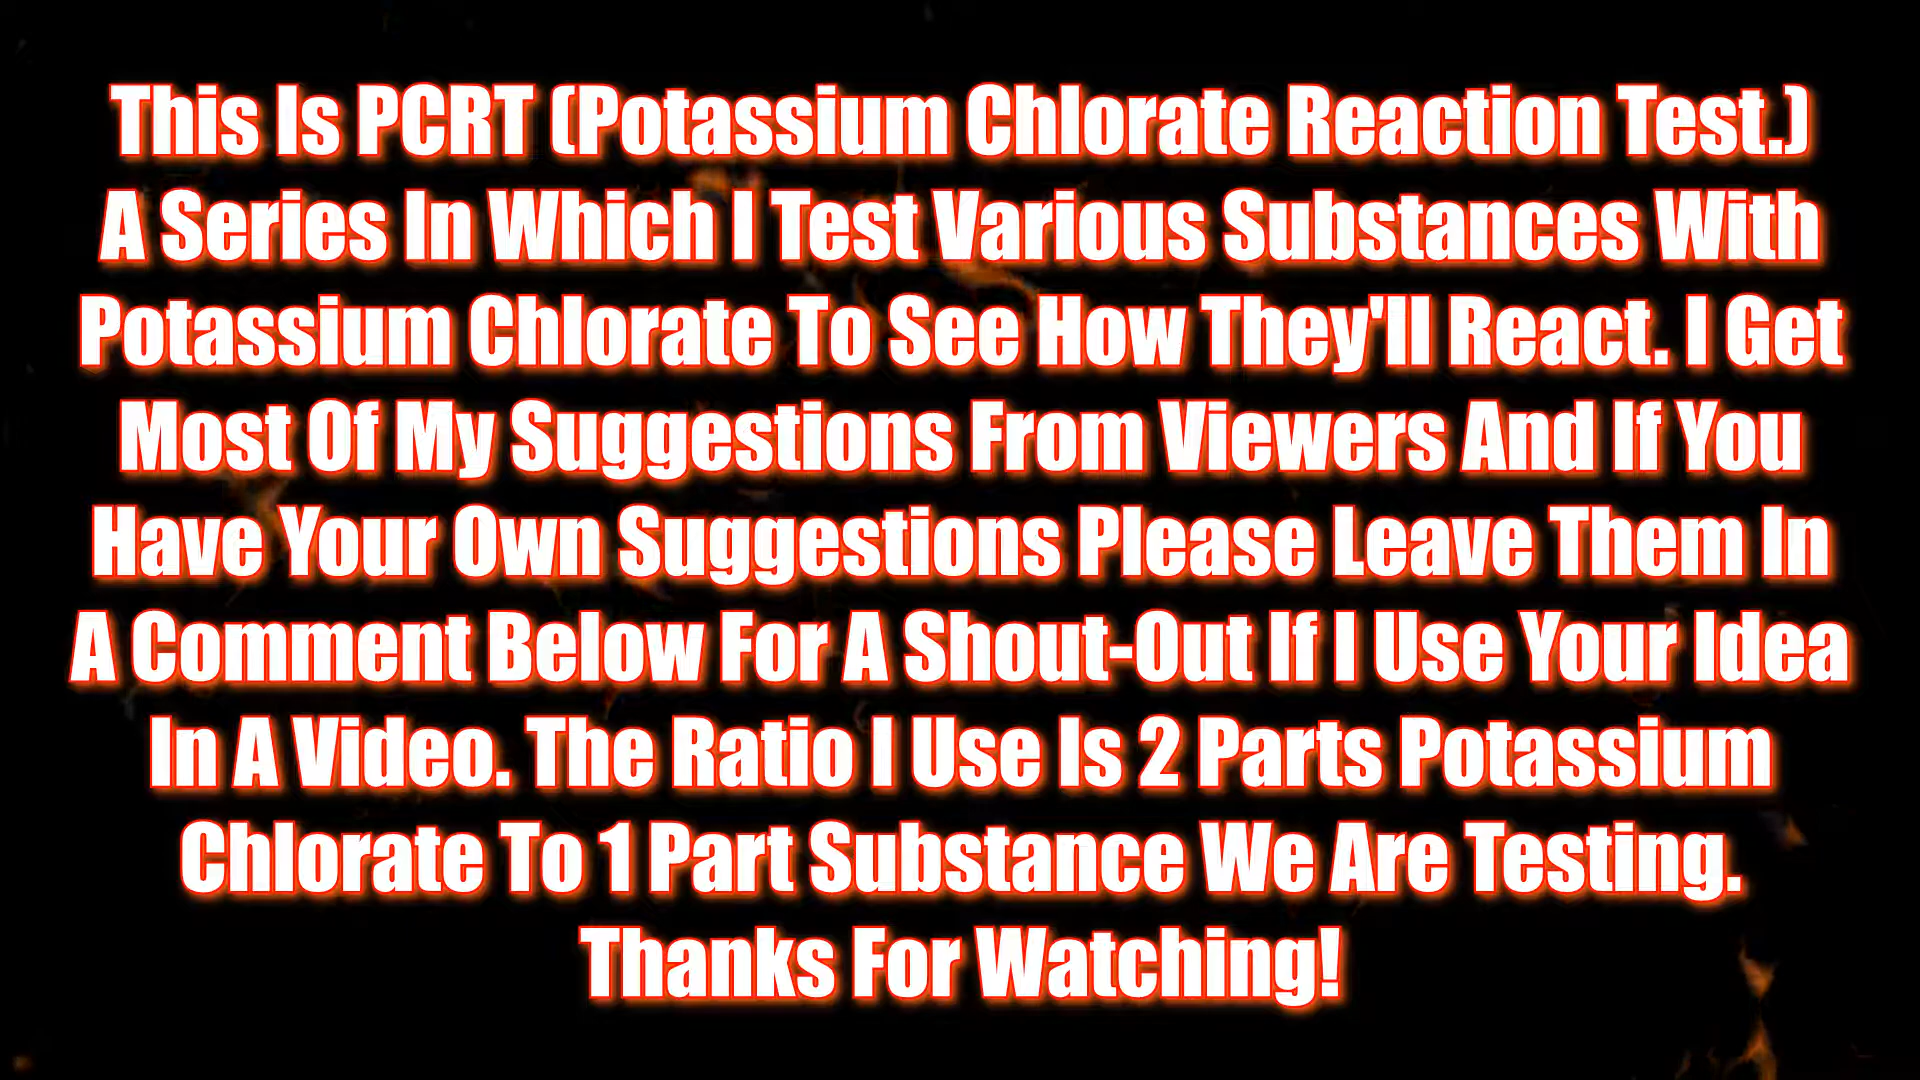 This Is PCRT (Potassium Chlorate Reaction Test.)
A Series In Which I Test Various Substances With
Potassium Chlorate To See How They'll React. I Get
Most Of My Suggestions From Viewers And If You
Have Your Own Suggestions Please Leave Them In
A Comment Below For A Shout-Out If I Use Your Idea
In A Video. The Ratio I Use Is 2 Parts Potassium
Chlorate To 1 Part Substance We Are Testing.
Thanks For Watching!